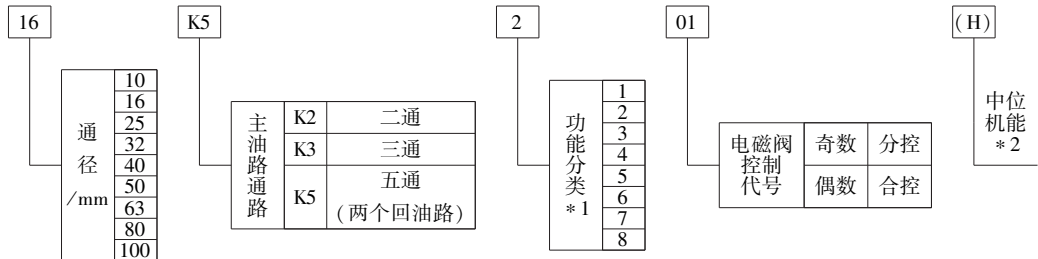 16
K5
2
01
(H)
通径/mm
10
16
25
32
40
50
63
80
100
主油路通路
K2 二通
K3 三通
K5 五通
(两个回油路)
功能分类*1
1
2
3
4
5
6
7
8
电磁阀
控制
代号
奇数 分控
偶数 合控
中位
机能
*2